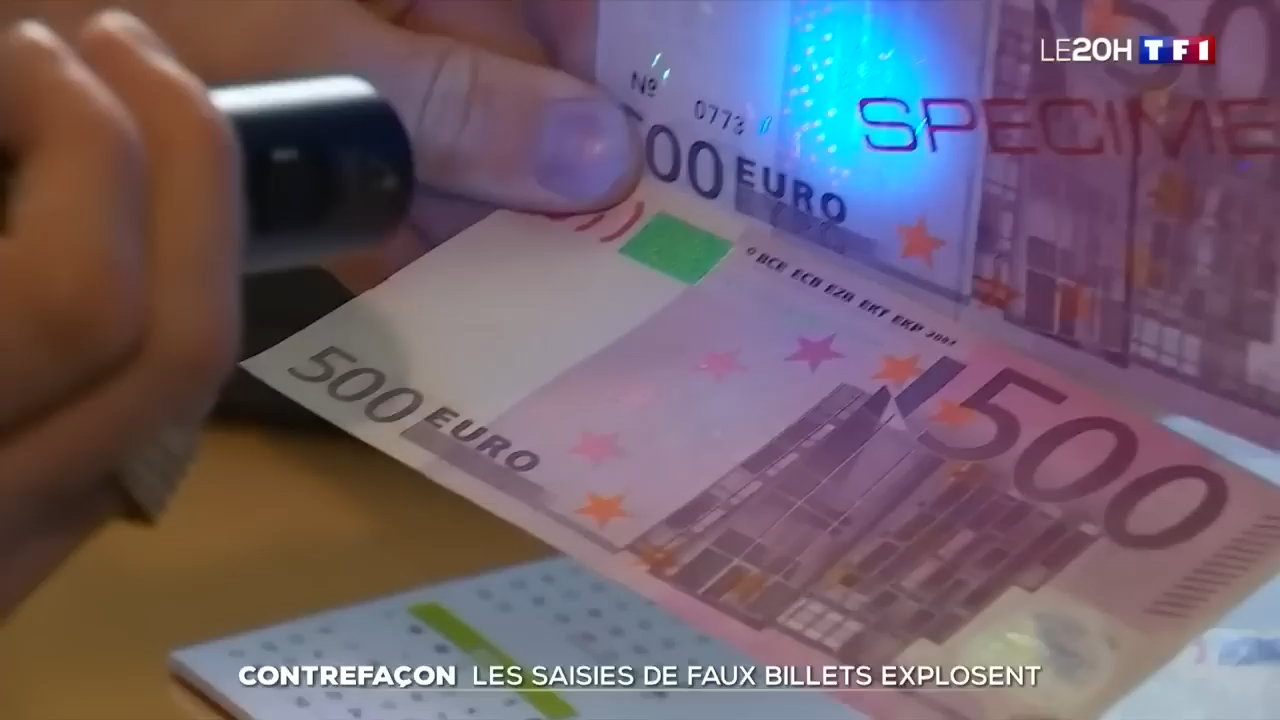 LE20H TF1
SPECIME
Nº 0773
500 EURO
© BCE ECB EZB EKT EKP 2002
500
500 EURO
CONTREFAÇON LES SAISIES DE FAUX BILLETS EXPLOSENT